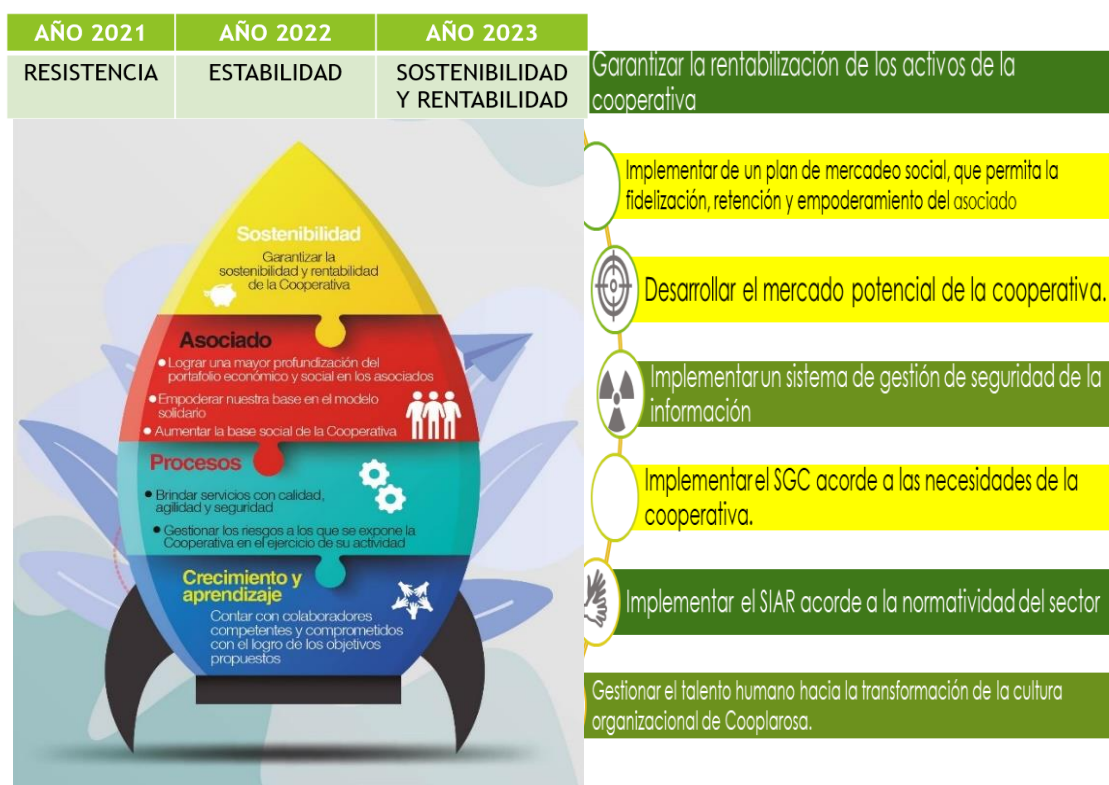 AÑO 2021
AÑO 2022
AÑO 2023
RESISTENCIA
ESTABILIDAD
SOSTENIBILIDAD
Y RENTABILIDAD
Sostenibilidad
Garantizar la
sostenibilidad y rentabilidad
de la Cooperativa
Asociado
Lograr una mayor profundización del
portafolio económico y social en los asociados
Empoderar nuestra base en el modelo
solidario
Aumentar la base social de la Cooperativa
Procesos
Brindar servicios con calidad,
agilidad y seguridad
Gestionar los riesgos a los que se expone la
Cooperativa en el ejercicio de su actividad
Crecimiento y
aprendizaje
Contar con colaboradores
competentes y comprometidos
con el logro de los objetivos
propuestos
Garantizar la rentabilización de los activos de la
cooperativa
Implementar de un plan de mercadeo social, que permita la
fidelización, retención y empoderamiento del asociado
Desarrollar el mercado potencial de la cooperativa.
Implementar un sistema de gestión de seguridad de la
información
Implementar el SGC acorde a las necesidades de la
cooperativa.
Implementar el SIAR acorde a la normatividad del sector
Gestionar el talento humano hacia la transformación de la cultura
organizacional de Cooplarosa.